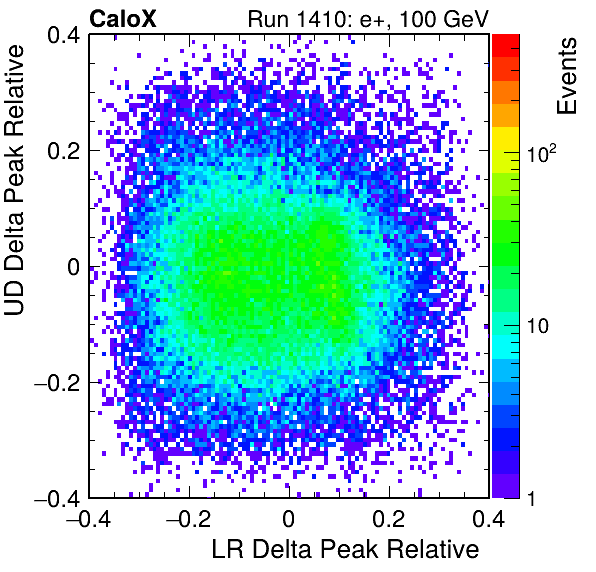 CaloX Run 1410: e+, 100 GeV
0.4
0.2
0
−0.2
−0.4
−0.4 −0.2 0 0.2 0.4
UD Delta Peak Relative
LR Delta Peak Relative
Events
10²
10
1